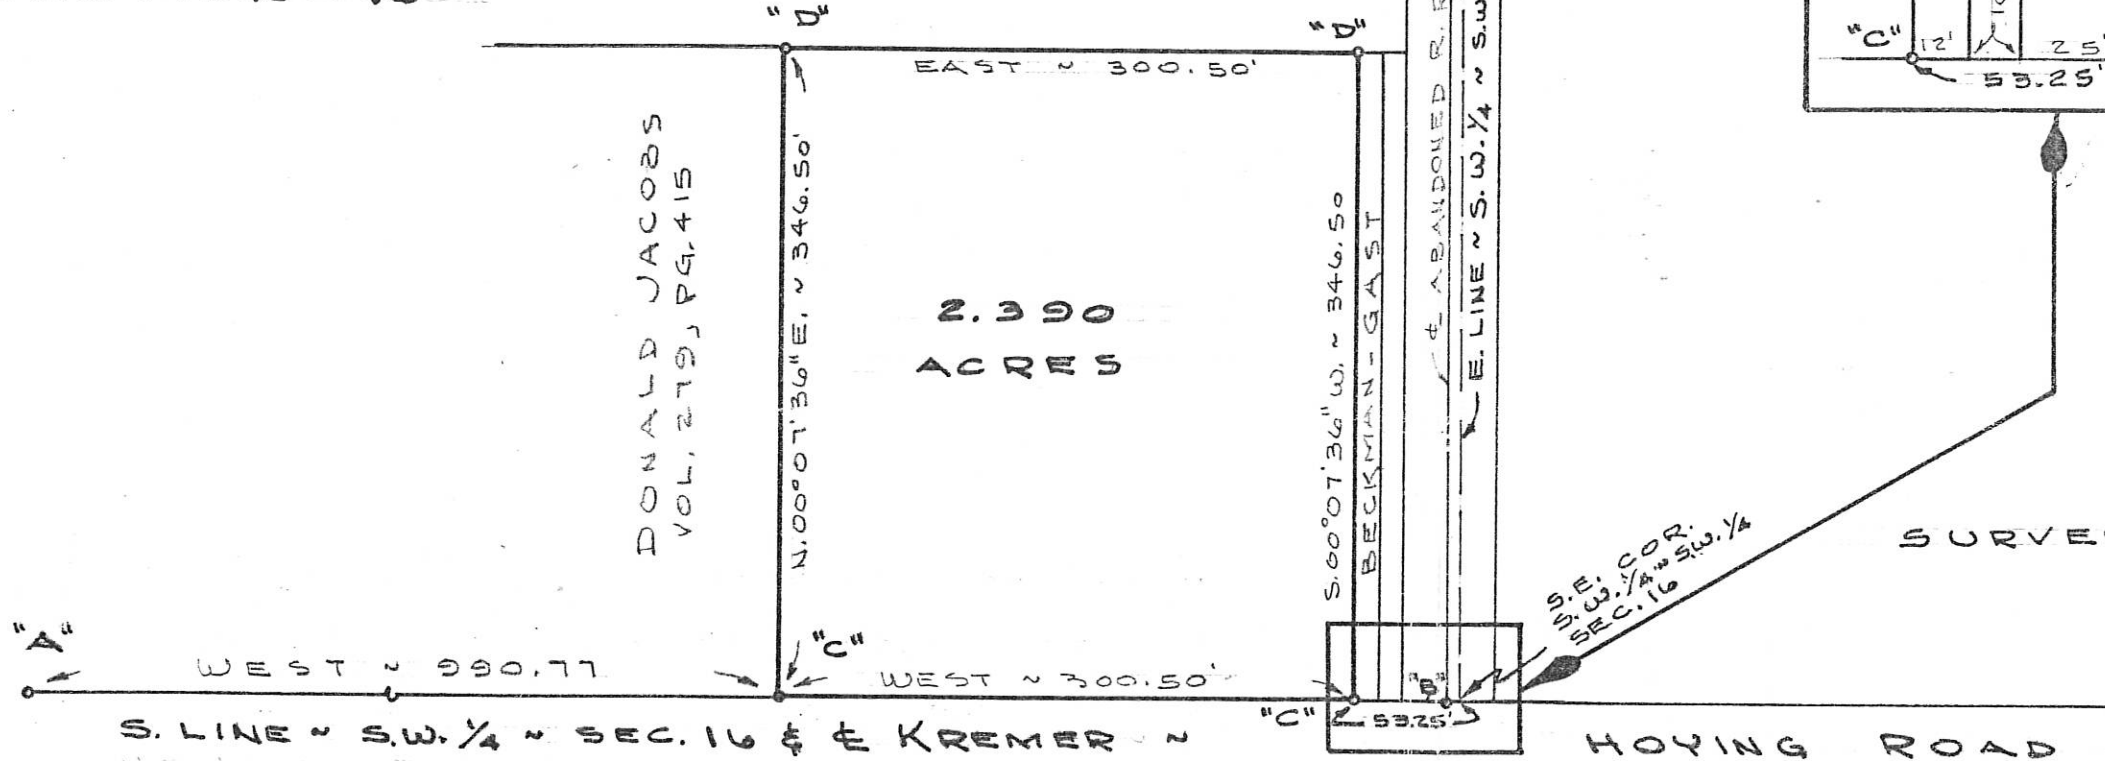 "D"
"D"
EAST ~ 300.50'
"C"
12'
25'
53.25'
DONALD JACOBS
VOL. 279, PG. 415
N.00°07'36"E. ~ 346.50'
2.390
ACRES
S.00°07'36"W. ~ 346.50
BECKMAN-GAST
℄ ABANDONED R.
E. LINE ~ S.W. ¼ ~ S.W
S.E. COR.
S.W. ¼ ~ S.W. ¼
SEC. 16
SURVE
"A"
WEST ~ 990.77
"C"
WEST ~ 300.50'
"C"
"B"
53.25'
S. LINE ~ S.W. ¼ ~ SEC. 16 & ℄ KREMER ~
HOYING ROAD